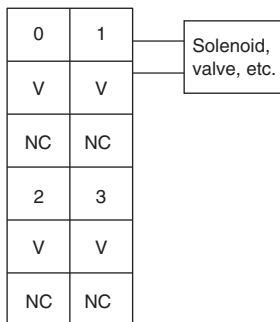 0 1
V V
NC NC
2 3
V V
NC NC
Solenoid,
valve, etc.